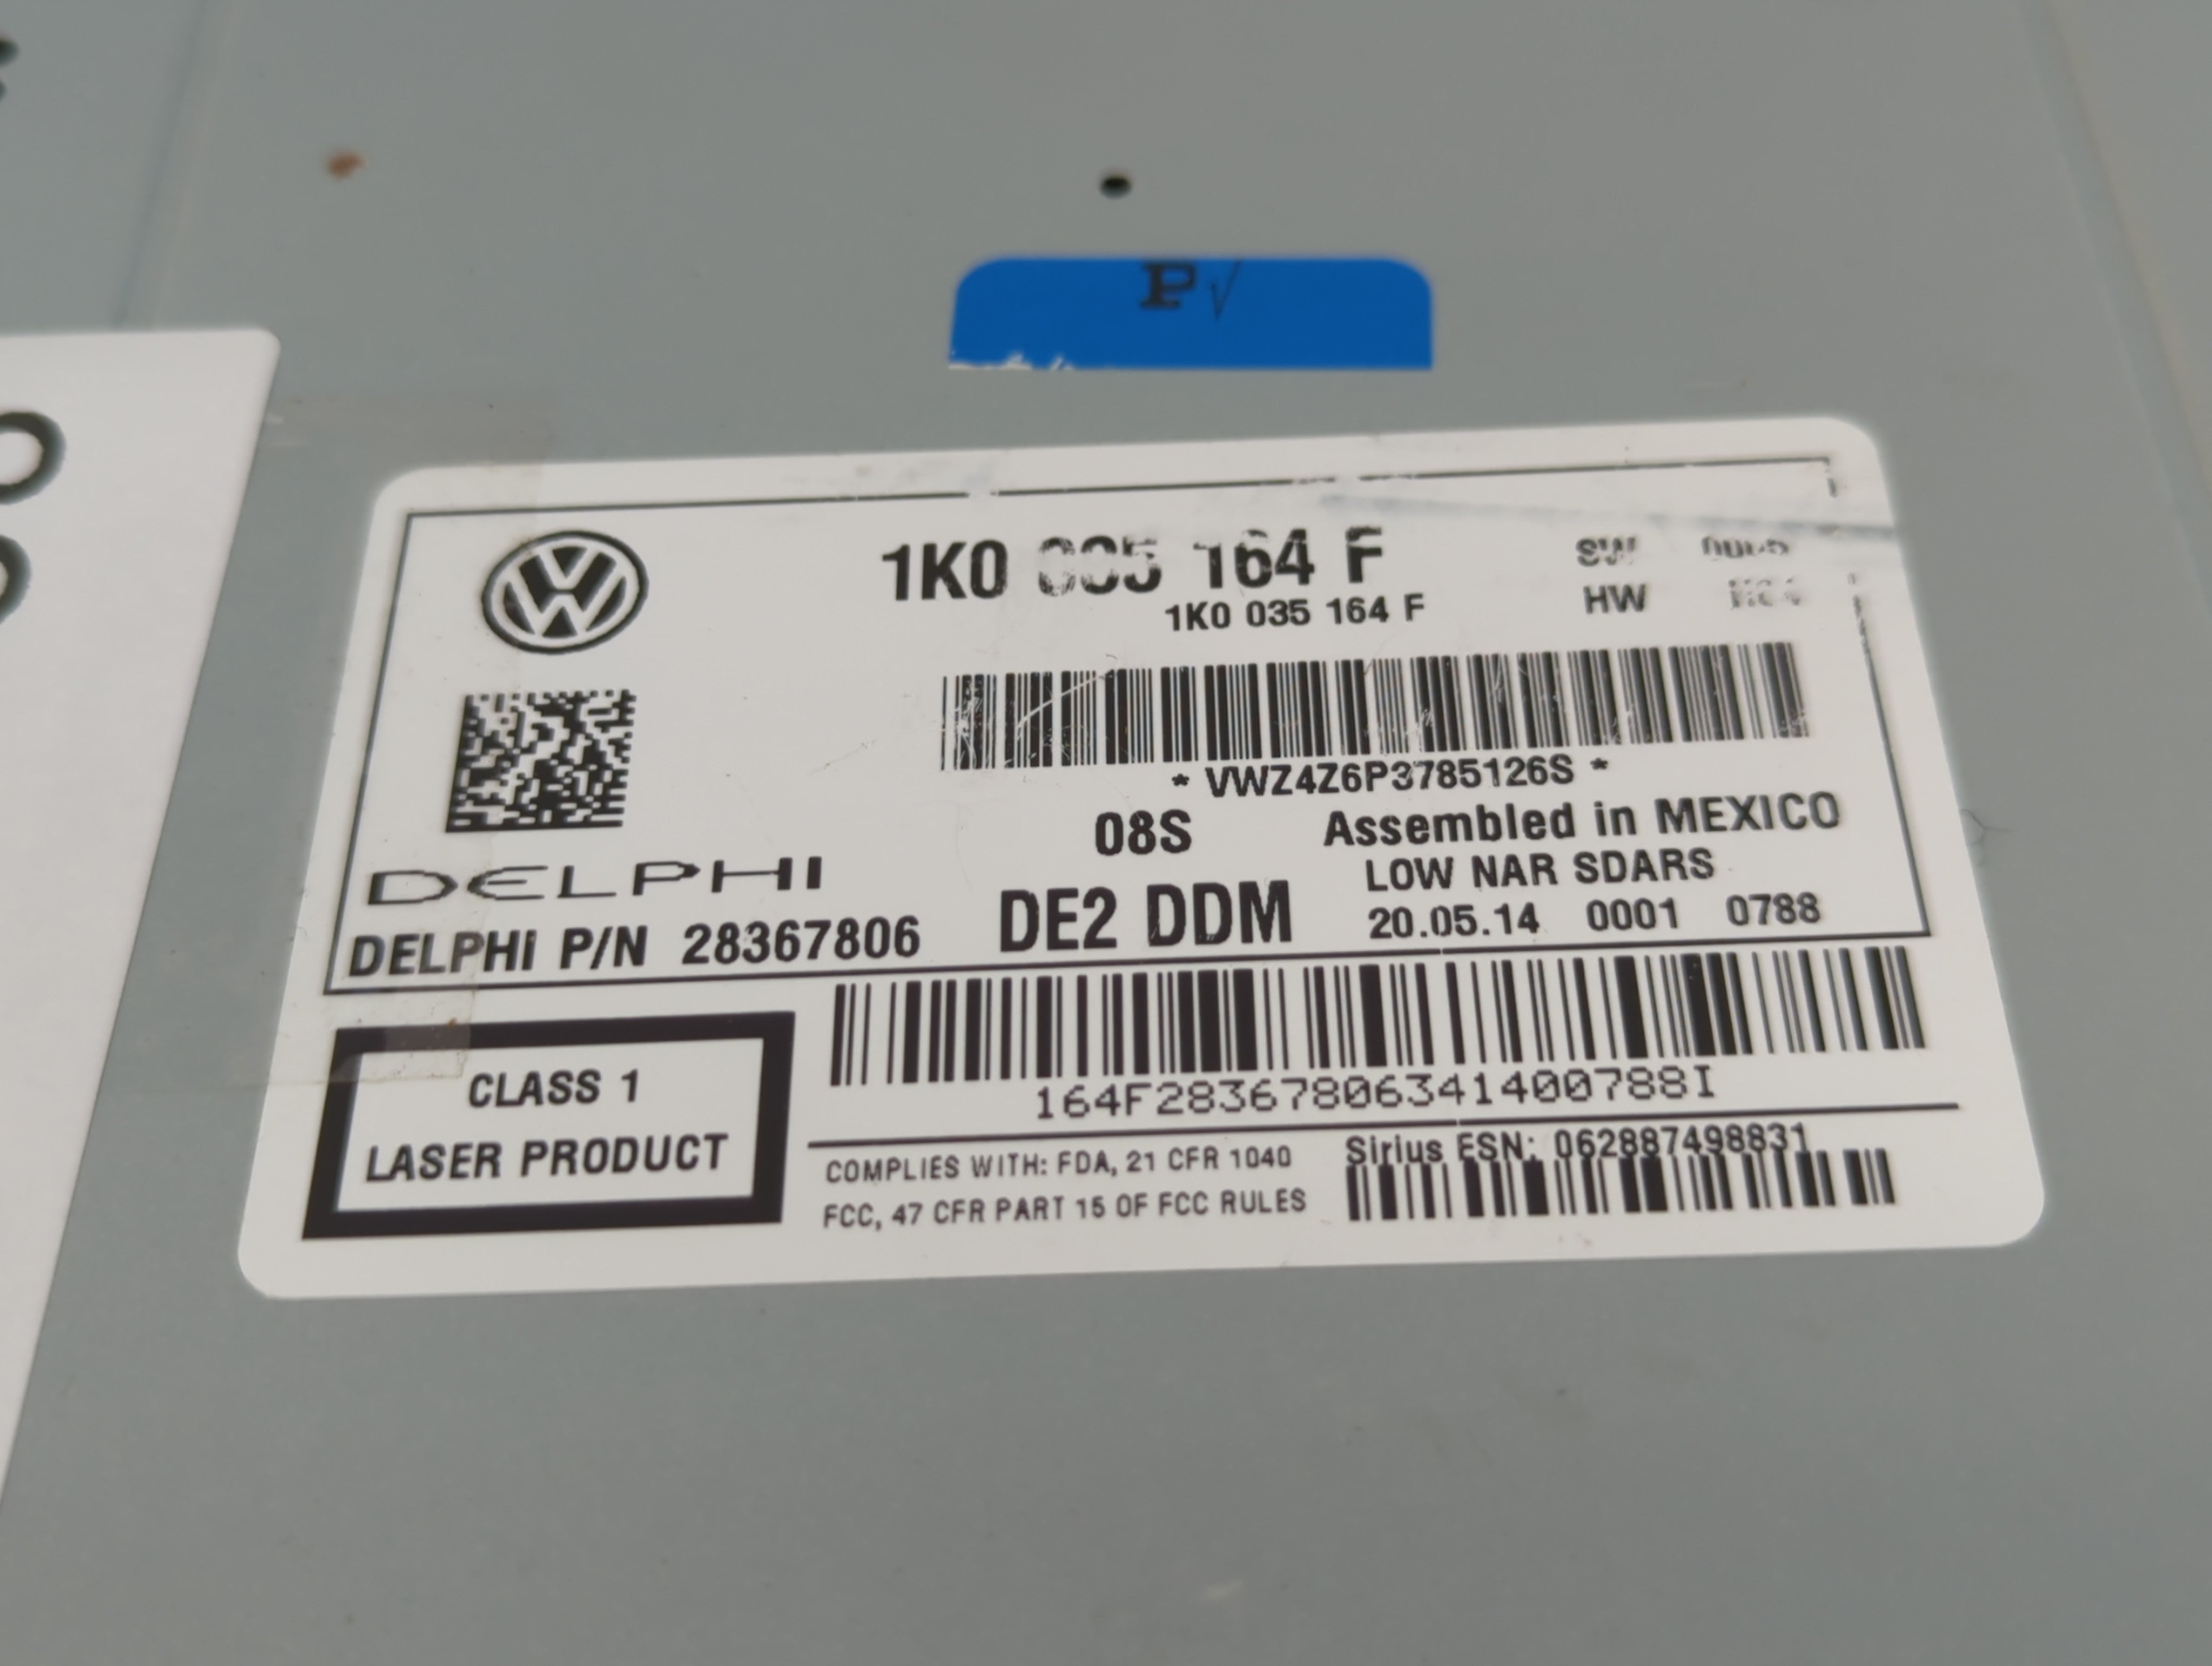 P√
1K0 035 164 F
1K0 035 164 F
SW
HW
* VWZ4Z6P3785126S *
08S
Assembled in MEXICO
LOW NAR SDARS
DELPHI
DELPHI P/N 28367806
DE2 DDM
20.05.14 0001 0788
164F28367806341400788I
CLASS 1
LASER PRODUCT
COMPLIES WITH: FDA, 21 CFR 1040
FCC, 47 CFR PART 15 OF FCC RULES
Sirius ESN: 062887498831